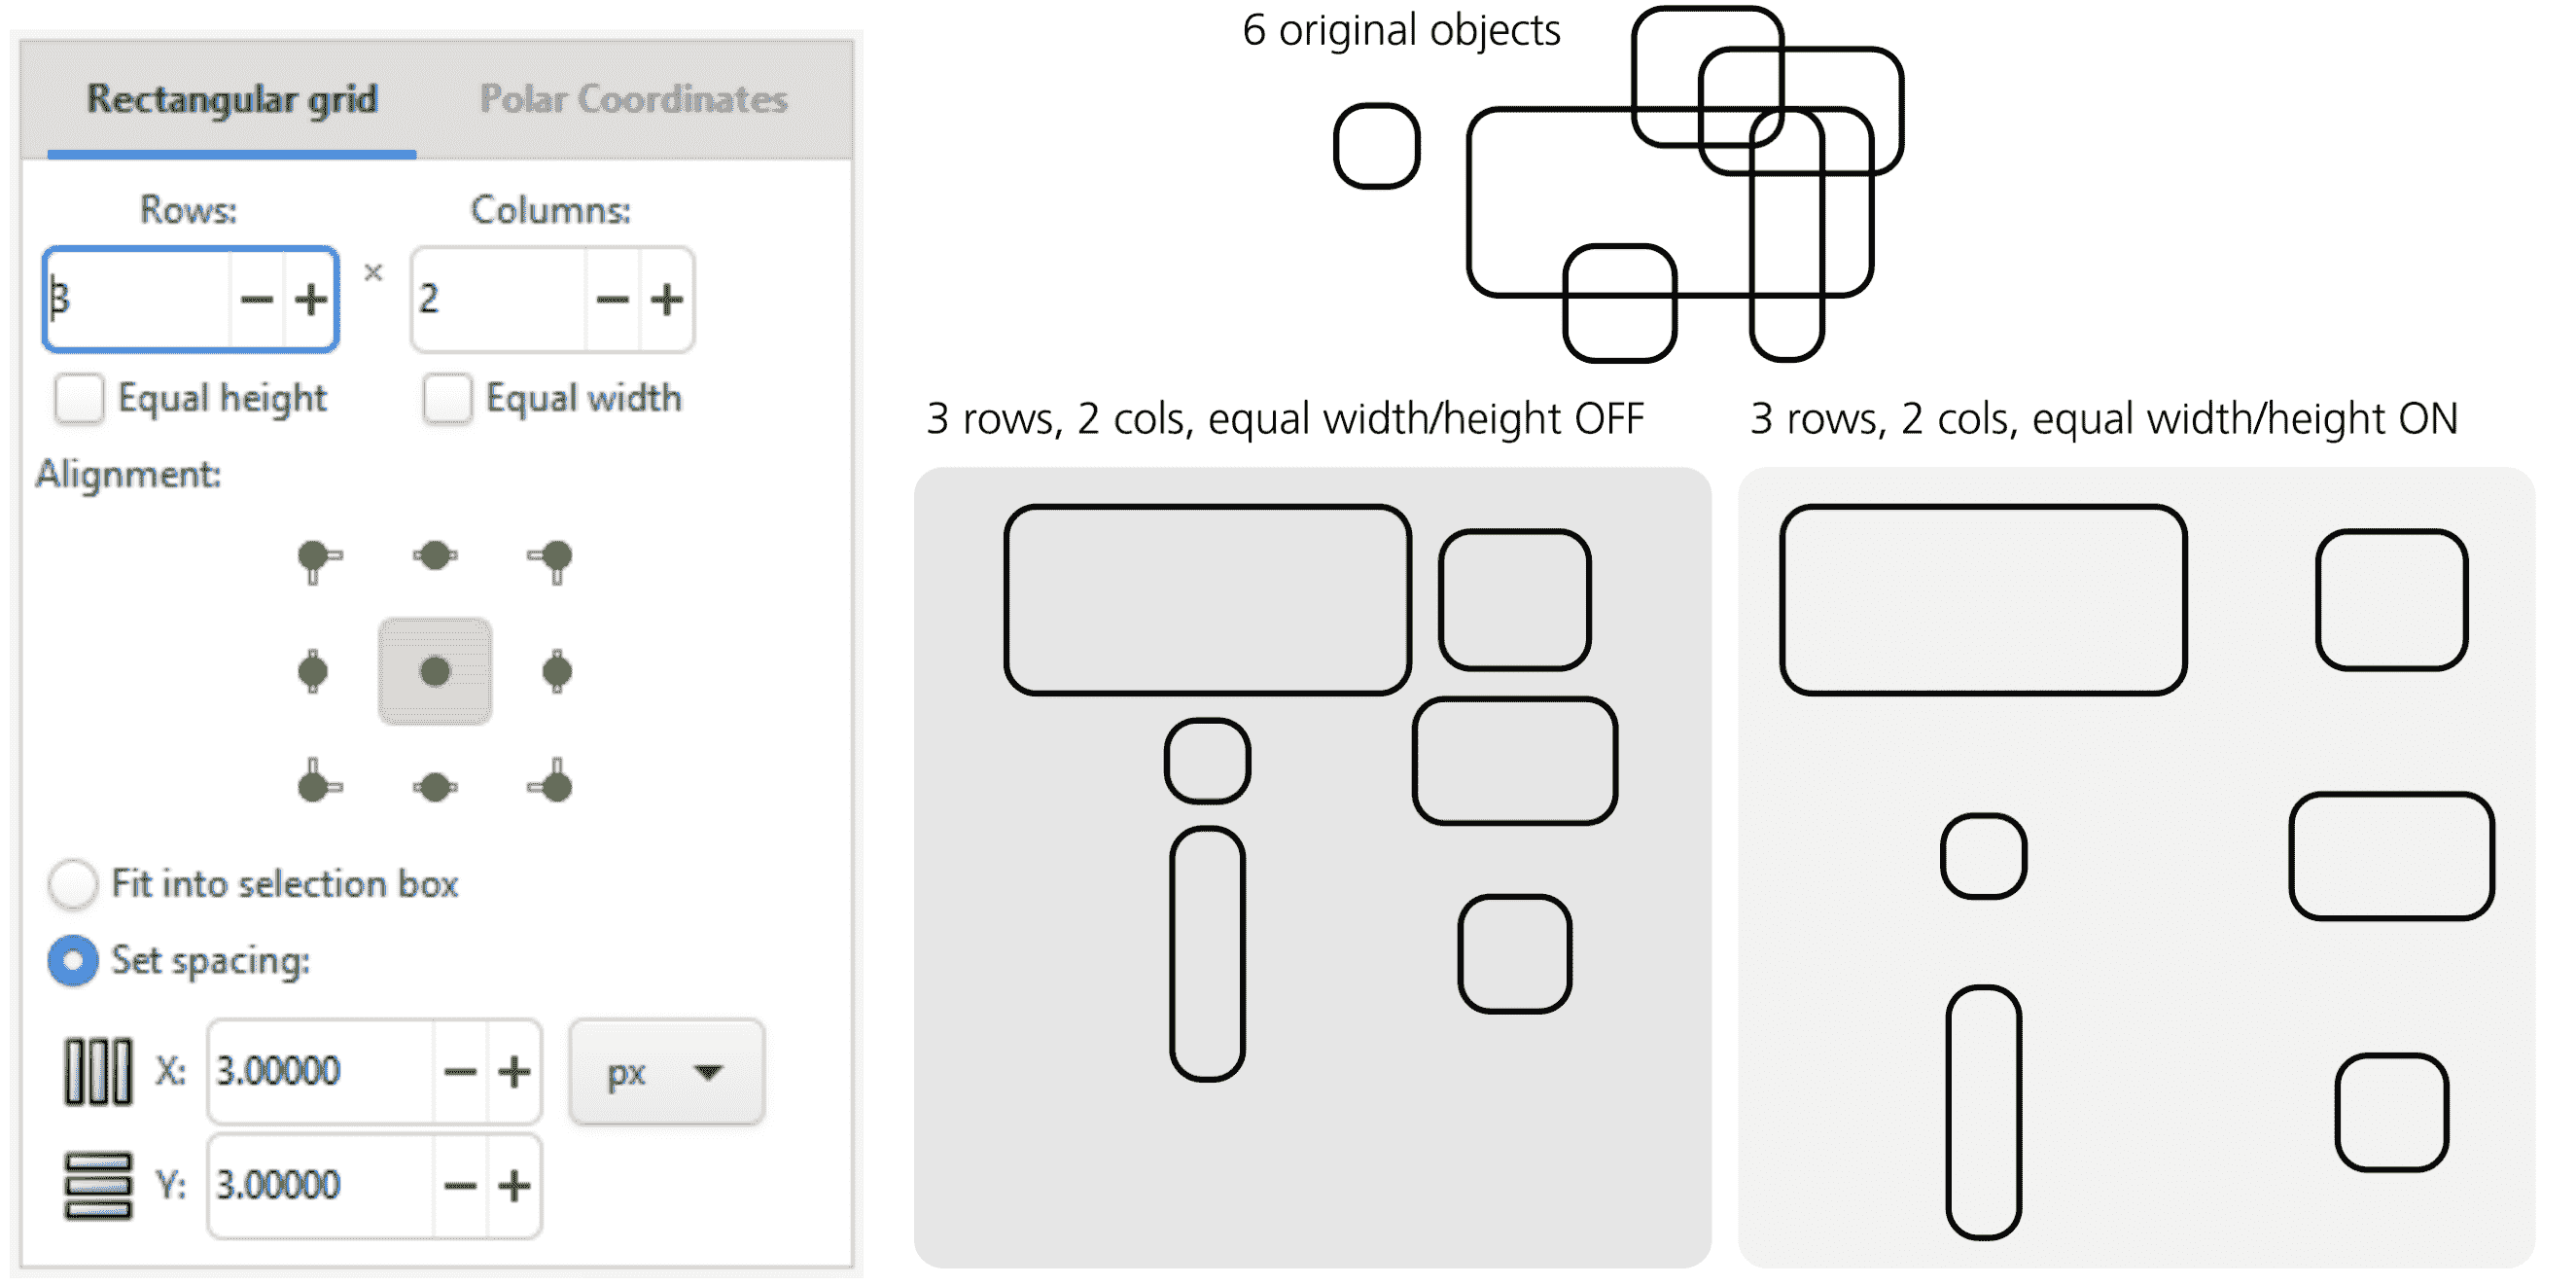 Rectangular grid
Polar Coordinates
Rows:
Columns:
3
×
2
Equal height
Equal width
Alignment:
Fit into selection box
Set spacing:
X: 3.00000
px
Y: 3.00000
6 original objects
3 rows, 2 cols, equal width/height OFF
3 rows, 2 cols, equal width/height ON